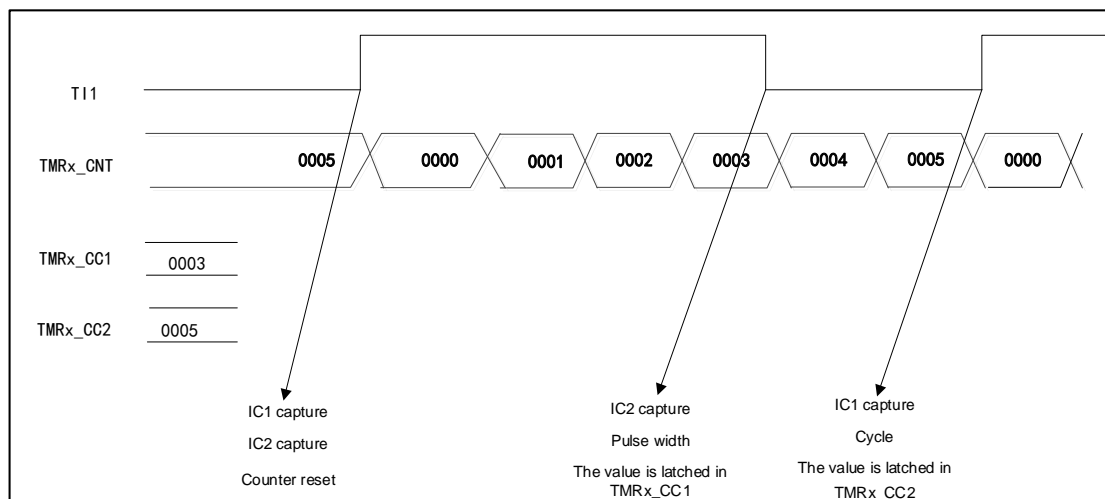 TI1
TMRx_CNT
0005 0000 0001 0002 0003 0004 0005 0000
TMRx_CC1
0003
TMRx_CC2
0005
IC1 capture
IC2 capture
Counter reset
IC2 capture
Pulse width
The value is latched in
TMRx_CC1
IC1 capture
Cycle
The value is latched in
TMRx_CC2